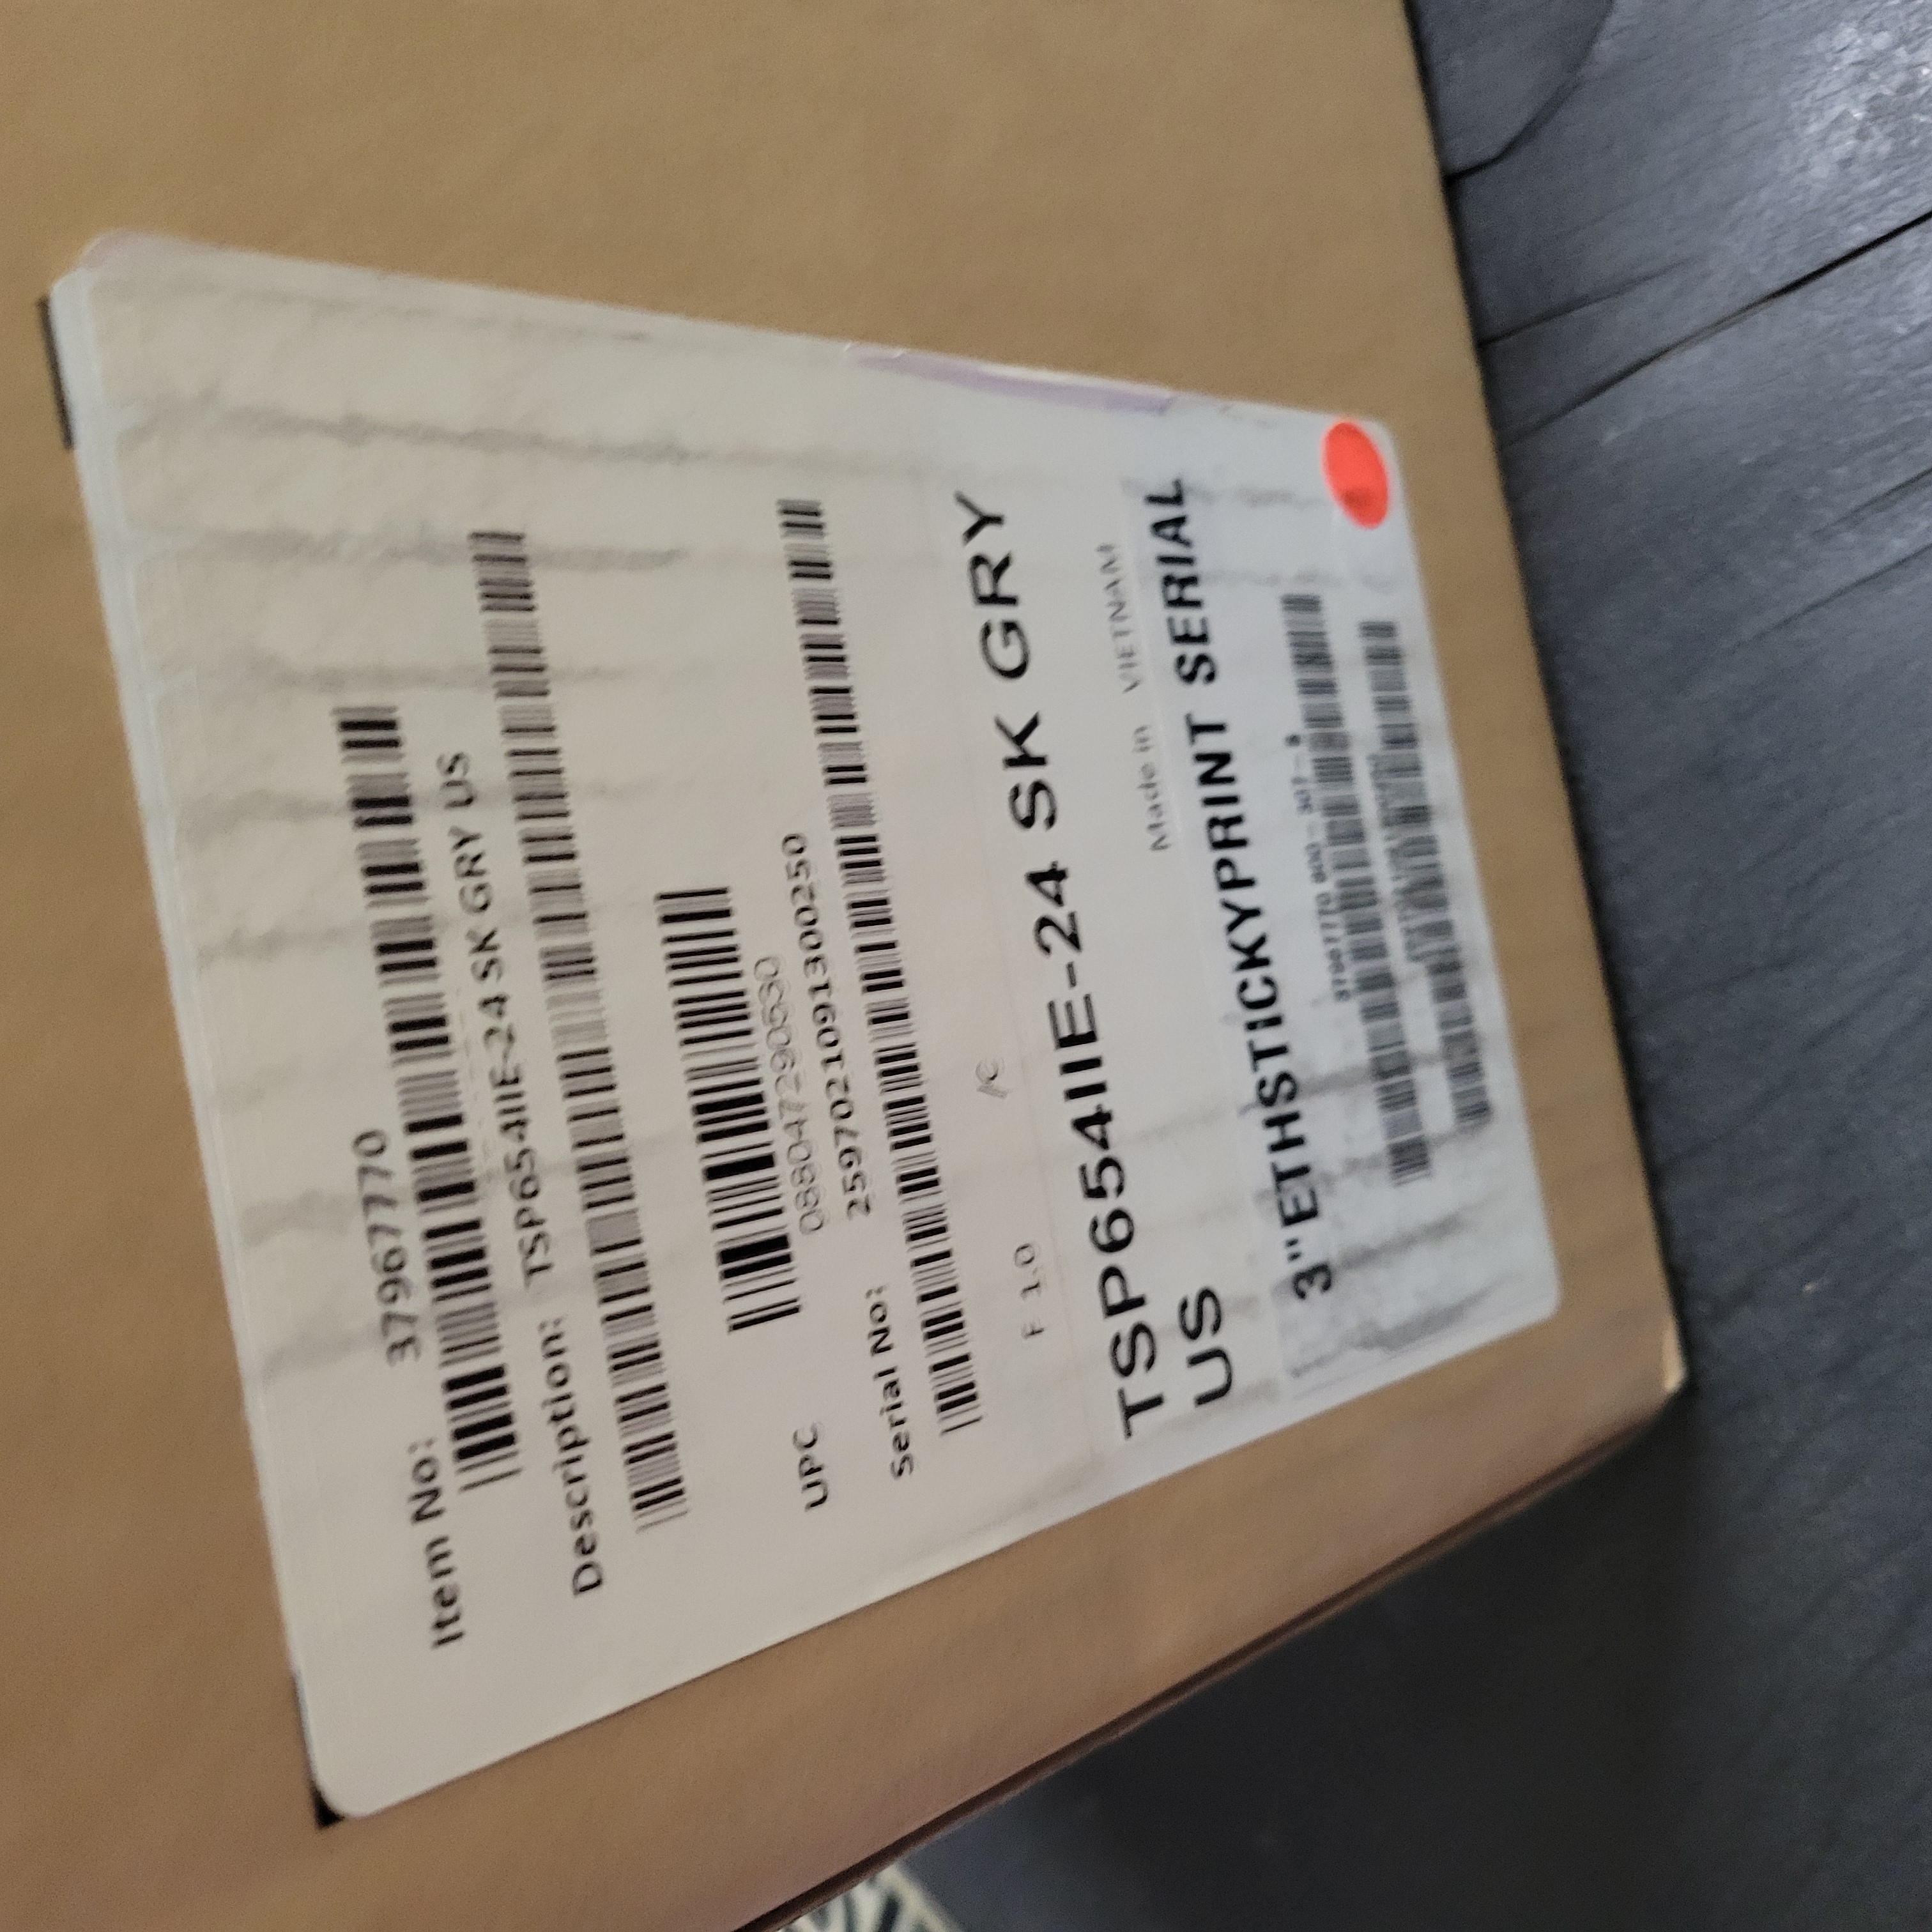 Item No: 37967770
Description: TSP654IIE-24 SK GRY US
UPC 088047290630
Serial No: 2597021091300250
F 1.0 /C
TSP654IIE-24 SK GRY
US
Made in VIETNAM
3"ETHSTICKYPRINT SERIAL